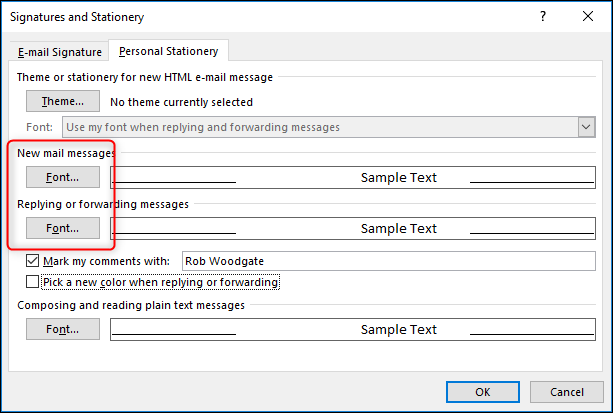 Signatures and Stationery ? ×
E-mail Signature Personal Stationery
Theme or stationery for new HTML e-mail message
Theme... No theme currently selected
Font: Use my font when replying and forwarding messages
New mail messages
Font... Sample Text
Replying or forwarding messages
Font... Sample Text
Mark my comments with: Rob Woodgate
Pick a new color when replying or forwarding
Composing and reading plain text messages
Font... Sample Text
OK Cancel